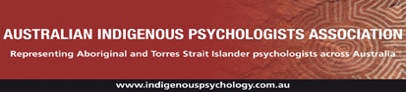 AUSTRALIAN INDIGENOUS PSYCHOLOGISTS ASSOCIATION
Representing Aboriginal and Torres Strait Islander psychologists across Australia
www.indigenouspsychology.com.au